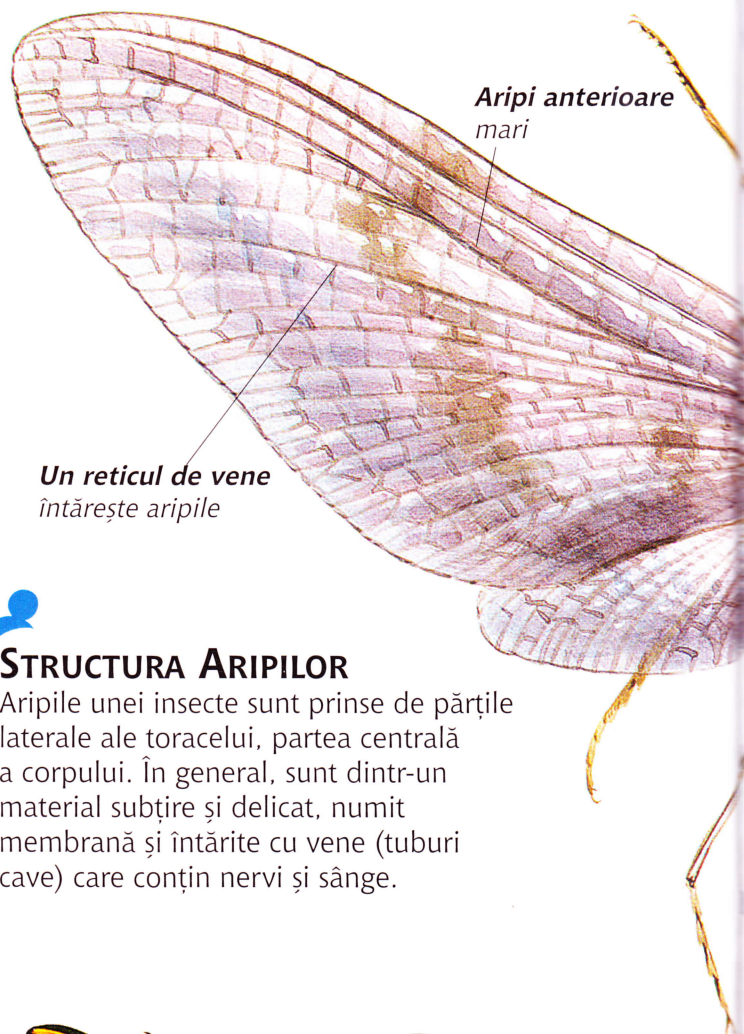 Aripi anterioare
mari
Un reticul de vene
întărește aripile
STRUCTURA ARIPILOR
Aripile unei insecte sunt prinse de părțile
laterale ale toracelui, partea centrală
a corpului. În general, sunt dintr-un
material subțire și delicat, numit
membrană și întărite cu vene (tuburi
cave) care conțin nervi și sânge.